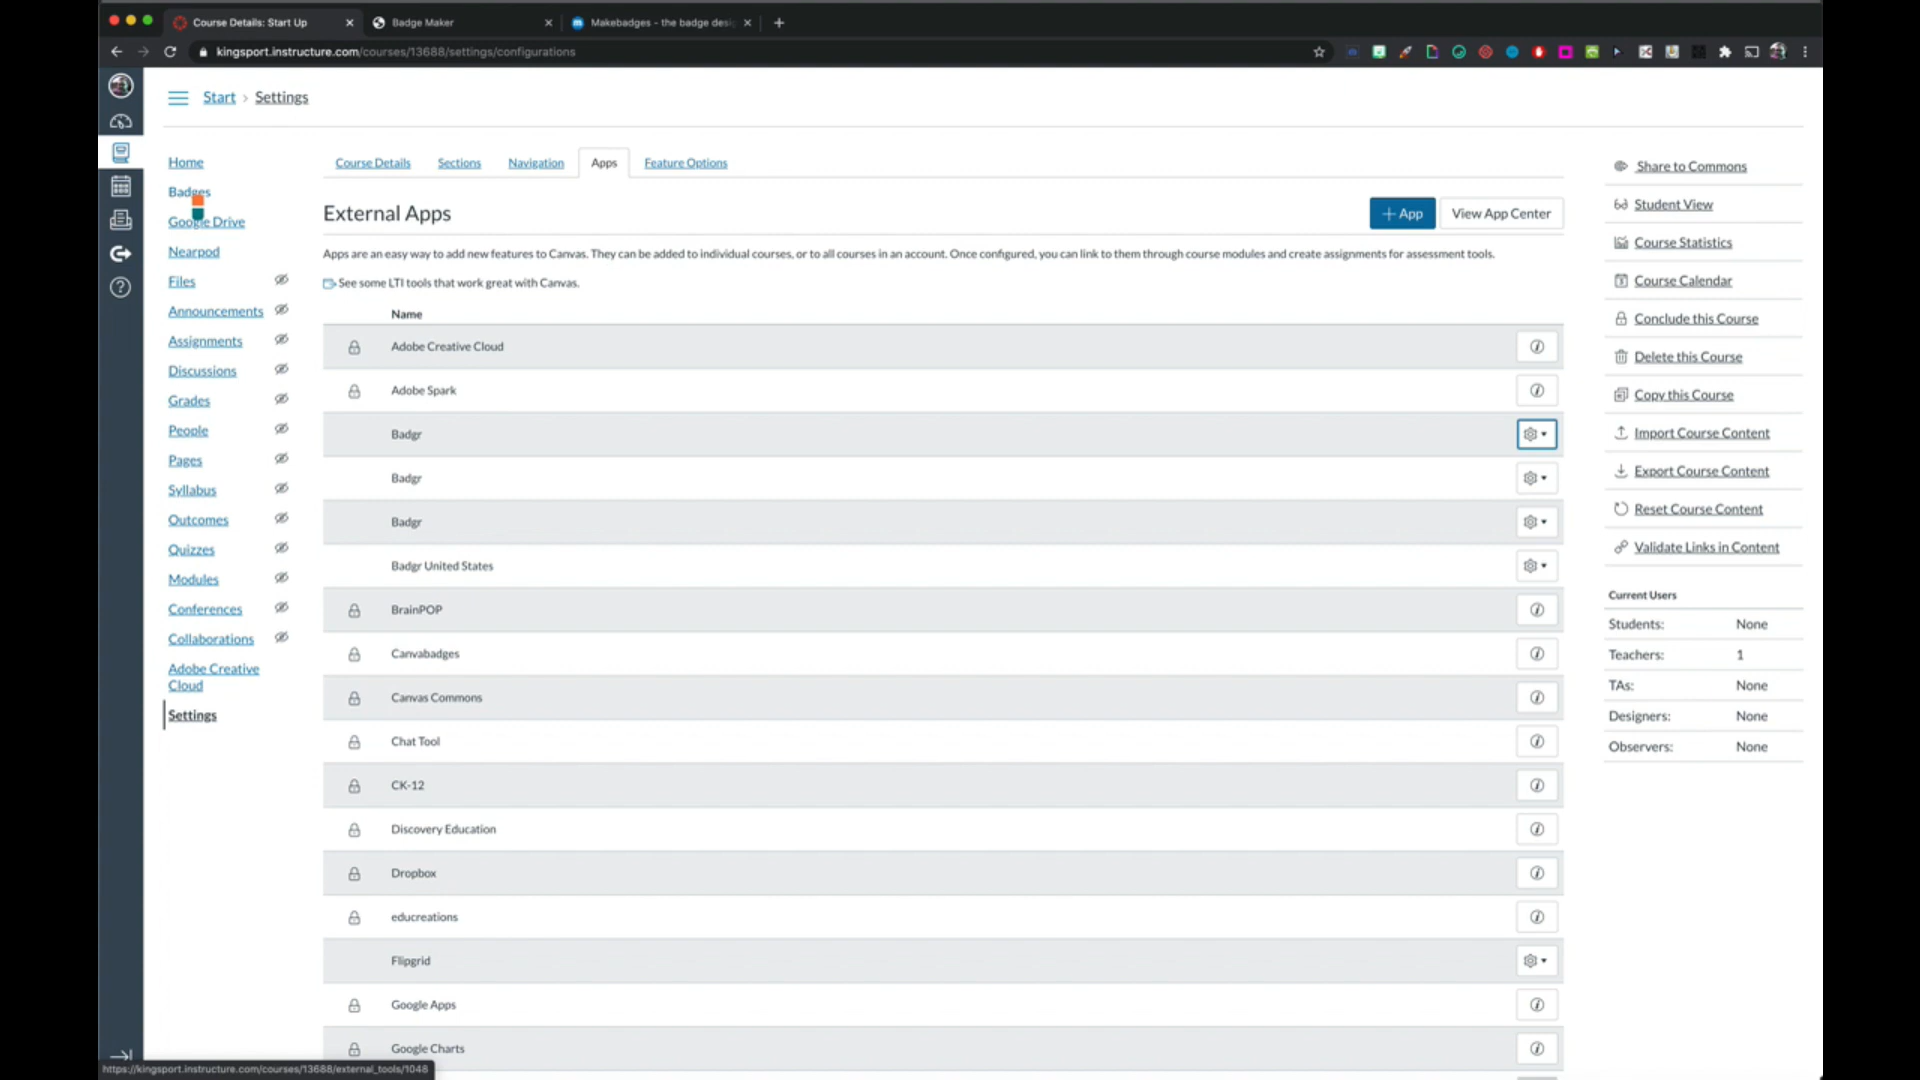 Course Details: Start Up
Badge Maker
Makebadges - the badge desi
kingsport.instructure.com/courses/13688/settings/configurations
Start › Settings
Home
Badges
Google Drive
Nearpod
Files
Announcements
Assignments
Discussions
Grades
People
Pages
Syllabus
Outcomes
Quizzes
Modules
Conferences
Collaborations
Adobe Creative
Cloud
Settings
Course Details
Sections
Navigation
Apps
Feature Options
External Apps
+ App
View App Center
Apps are an easy way to add new features to Canvas. They can be added to individual courses, or to all courses in an account. Once configured, you can link to them through course modules and create assignments for assessment tools.
See some LTI tools that work great with Canvas.
Name
Adobe Creative Cloud
Adobe Spark
Badgr
Badgr
Badgr
Badgr United States
BrainPOP
Canvabadges
Canvas Commons
Chat Tool
CK-12
Discovery Education
Dropbox
educreations
Flipgrid
Google Apps
Google Charts
Share to Commons
Student View
Course Statistics
Course Calendar
Conclude this Course
Delete this Course
Copy this Course
Import Course Content
Export Course Content
Reset Course Content
Validate Links in Content
Current Users
Students: None
Teachers: 1
TAs: None
Designers: None
Observers: None
https://kingsport.instructure.com/courses/13688/external_tools/1048